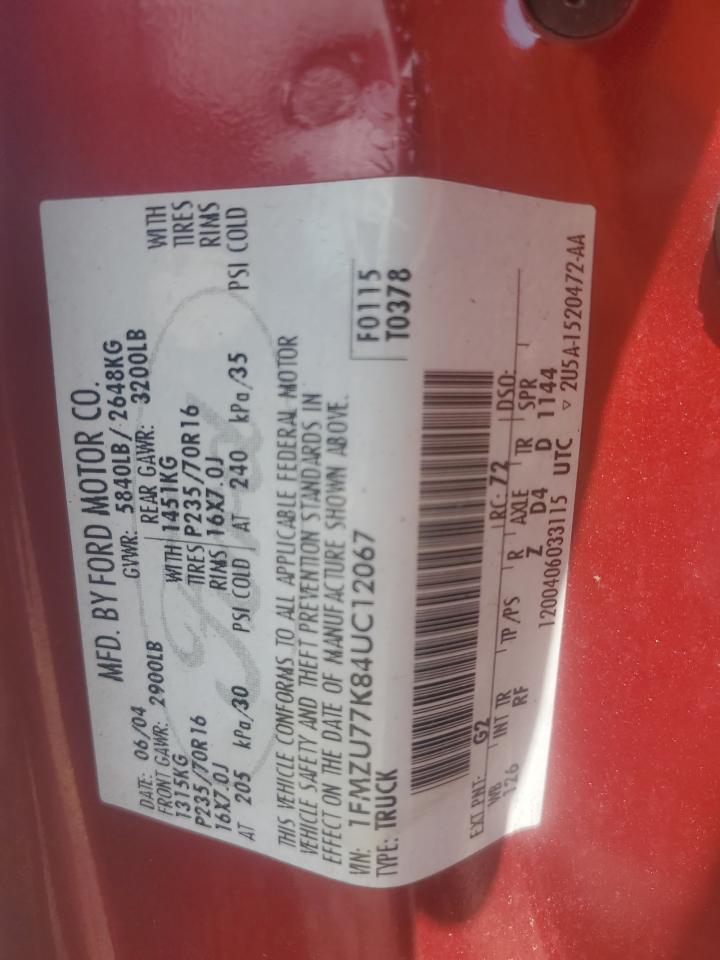 MFD. BY FORD MOTOR CO.
DATE: 06/04 GVWR: 5840LB/ 2648KG
FRONT GAWR: 2900LB REAR GAWR: 3200LB
1315KG WITH 1451KG WITH
P235/70R16 TIRES P235/70R16 TIRES
16X7.0J RIMS 16X7.0J RIMS
AT 205 kPa/30 PSI COLD AT 240 kPa/35 PSI COLD
THIS VEHICLE CONFORMS TO ALL APPLICABLE FEDERAL MOTOR
VEHICLE SAFETY AND THEFT PREVENTION STANDARDS IN
EFFECT ON THE DATE OF MANUFACTURE SHOWN ABOVE.
VIN: 1FMZU77K84UC12067 F0115
TYPE: TRUCK T0378
EXT PNT: G2 RC: 72 DSO:
WB INT TR TP/PS R AXLE TR SPR
126 RF Z D4 D 1144
1200406033115 UTC ▽ 2U5A-1520472-AA